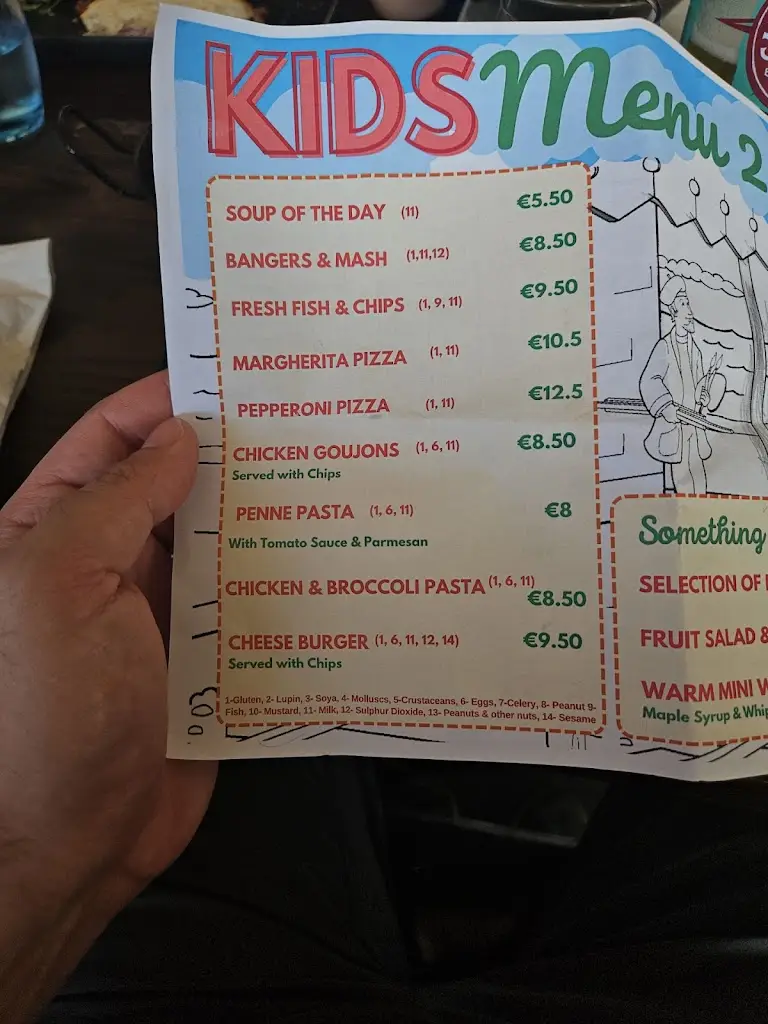 KIDS Menu 2
SOUP OF THE DAY (11) €5.50
BANGERS & MASH (1,11,12) €8.50
FRESH FISH & CHIPS (1, 9, 11) €9.50
MARGHERITA PIZZA (1, 11) €10.5
PEPPERONI PIZZA (1, 11) €12.5
CHICKEN GOUJONS (1, 6, 11) €8.50
Served with Chips
PENNE PASTA (1, 6, 11) €8
With Tomato Sauce & Parmesan
CHICKEN & BROCCOLI PASTA (1, 6, 11) €8.50
CHEESE BURGER (1, 6, 11, 12, 14) €9.50
Served with Chips
1-Gluten, 2- Lupin, 3- Soya, 4- Molluscs, 5-Crustaceans, 6- Eggs, 7-Celery, 8- Peanut 9-
Fish, 10- Mustard, 11- Milk, 12- Sulphur Dioxide, 13- Peanuts & other nuts, 14- Sesame
Something
SELECTION OF
FRUIT SALAD &
WARM MINI
Maple Syrup &